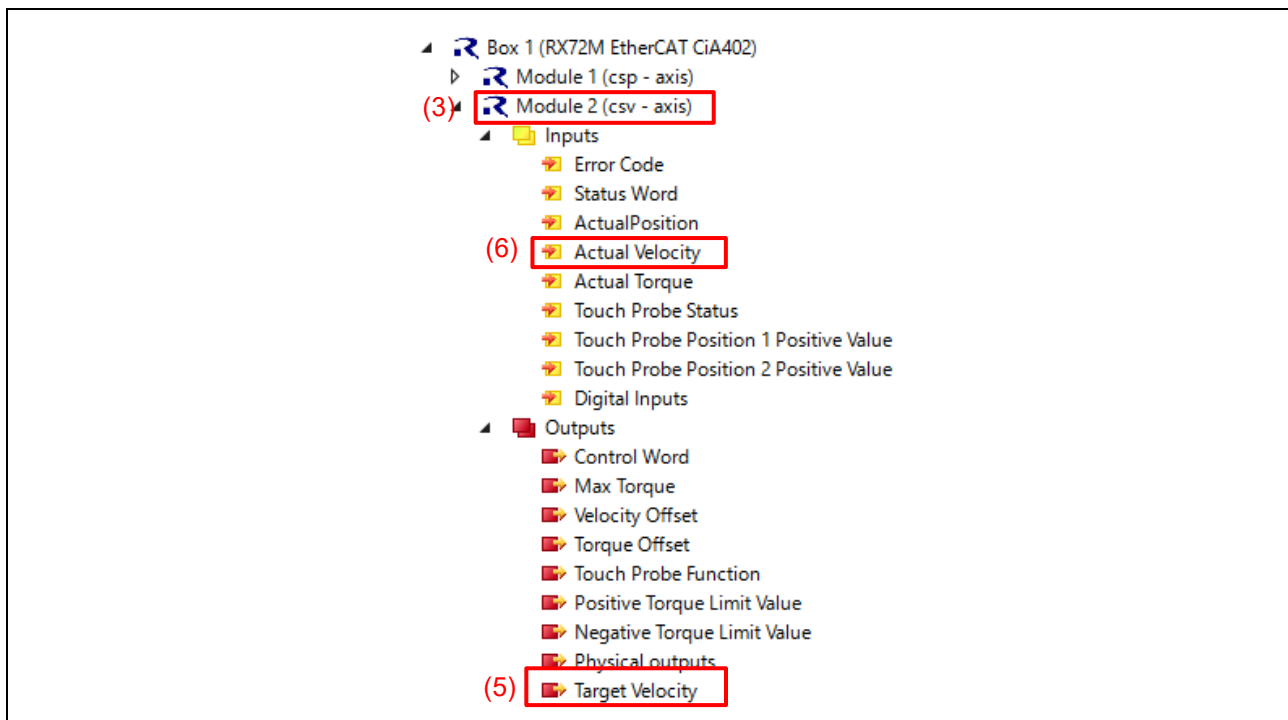 Box 1 (RX72M EtherCAT CiA402)
Module 1 (csp - axis)
(3) Module 2 (csv - axis)
Inputs
Error Code
Status Word
ActualPosition
(6) Actual Velocity
Actual Torque
Touch Probe Status
Touch Probe Position 1 Positive Value
Touch Probe Position 2 Positive Value
Digital Inputs
Outputs
Control Word
Max Torque
Velocity Offset
Torque Offset
Touch Probe Function
Positive Torque Limit Value
Negative Torque Limit Value
Physical outputs
(5) Target Velocity